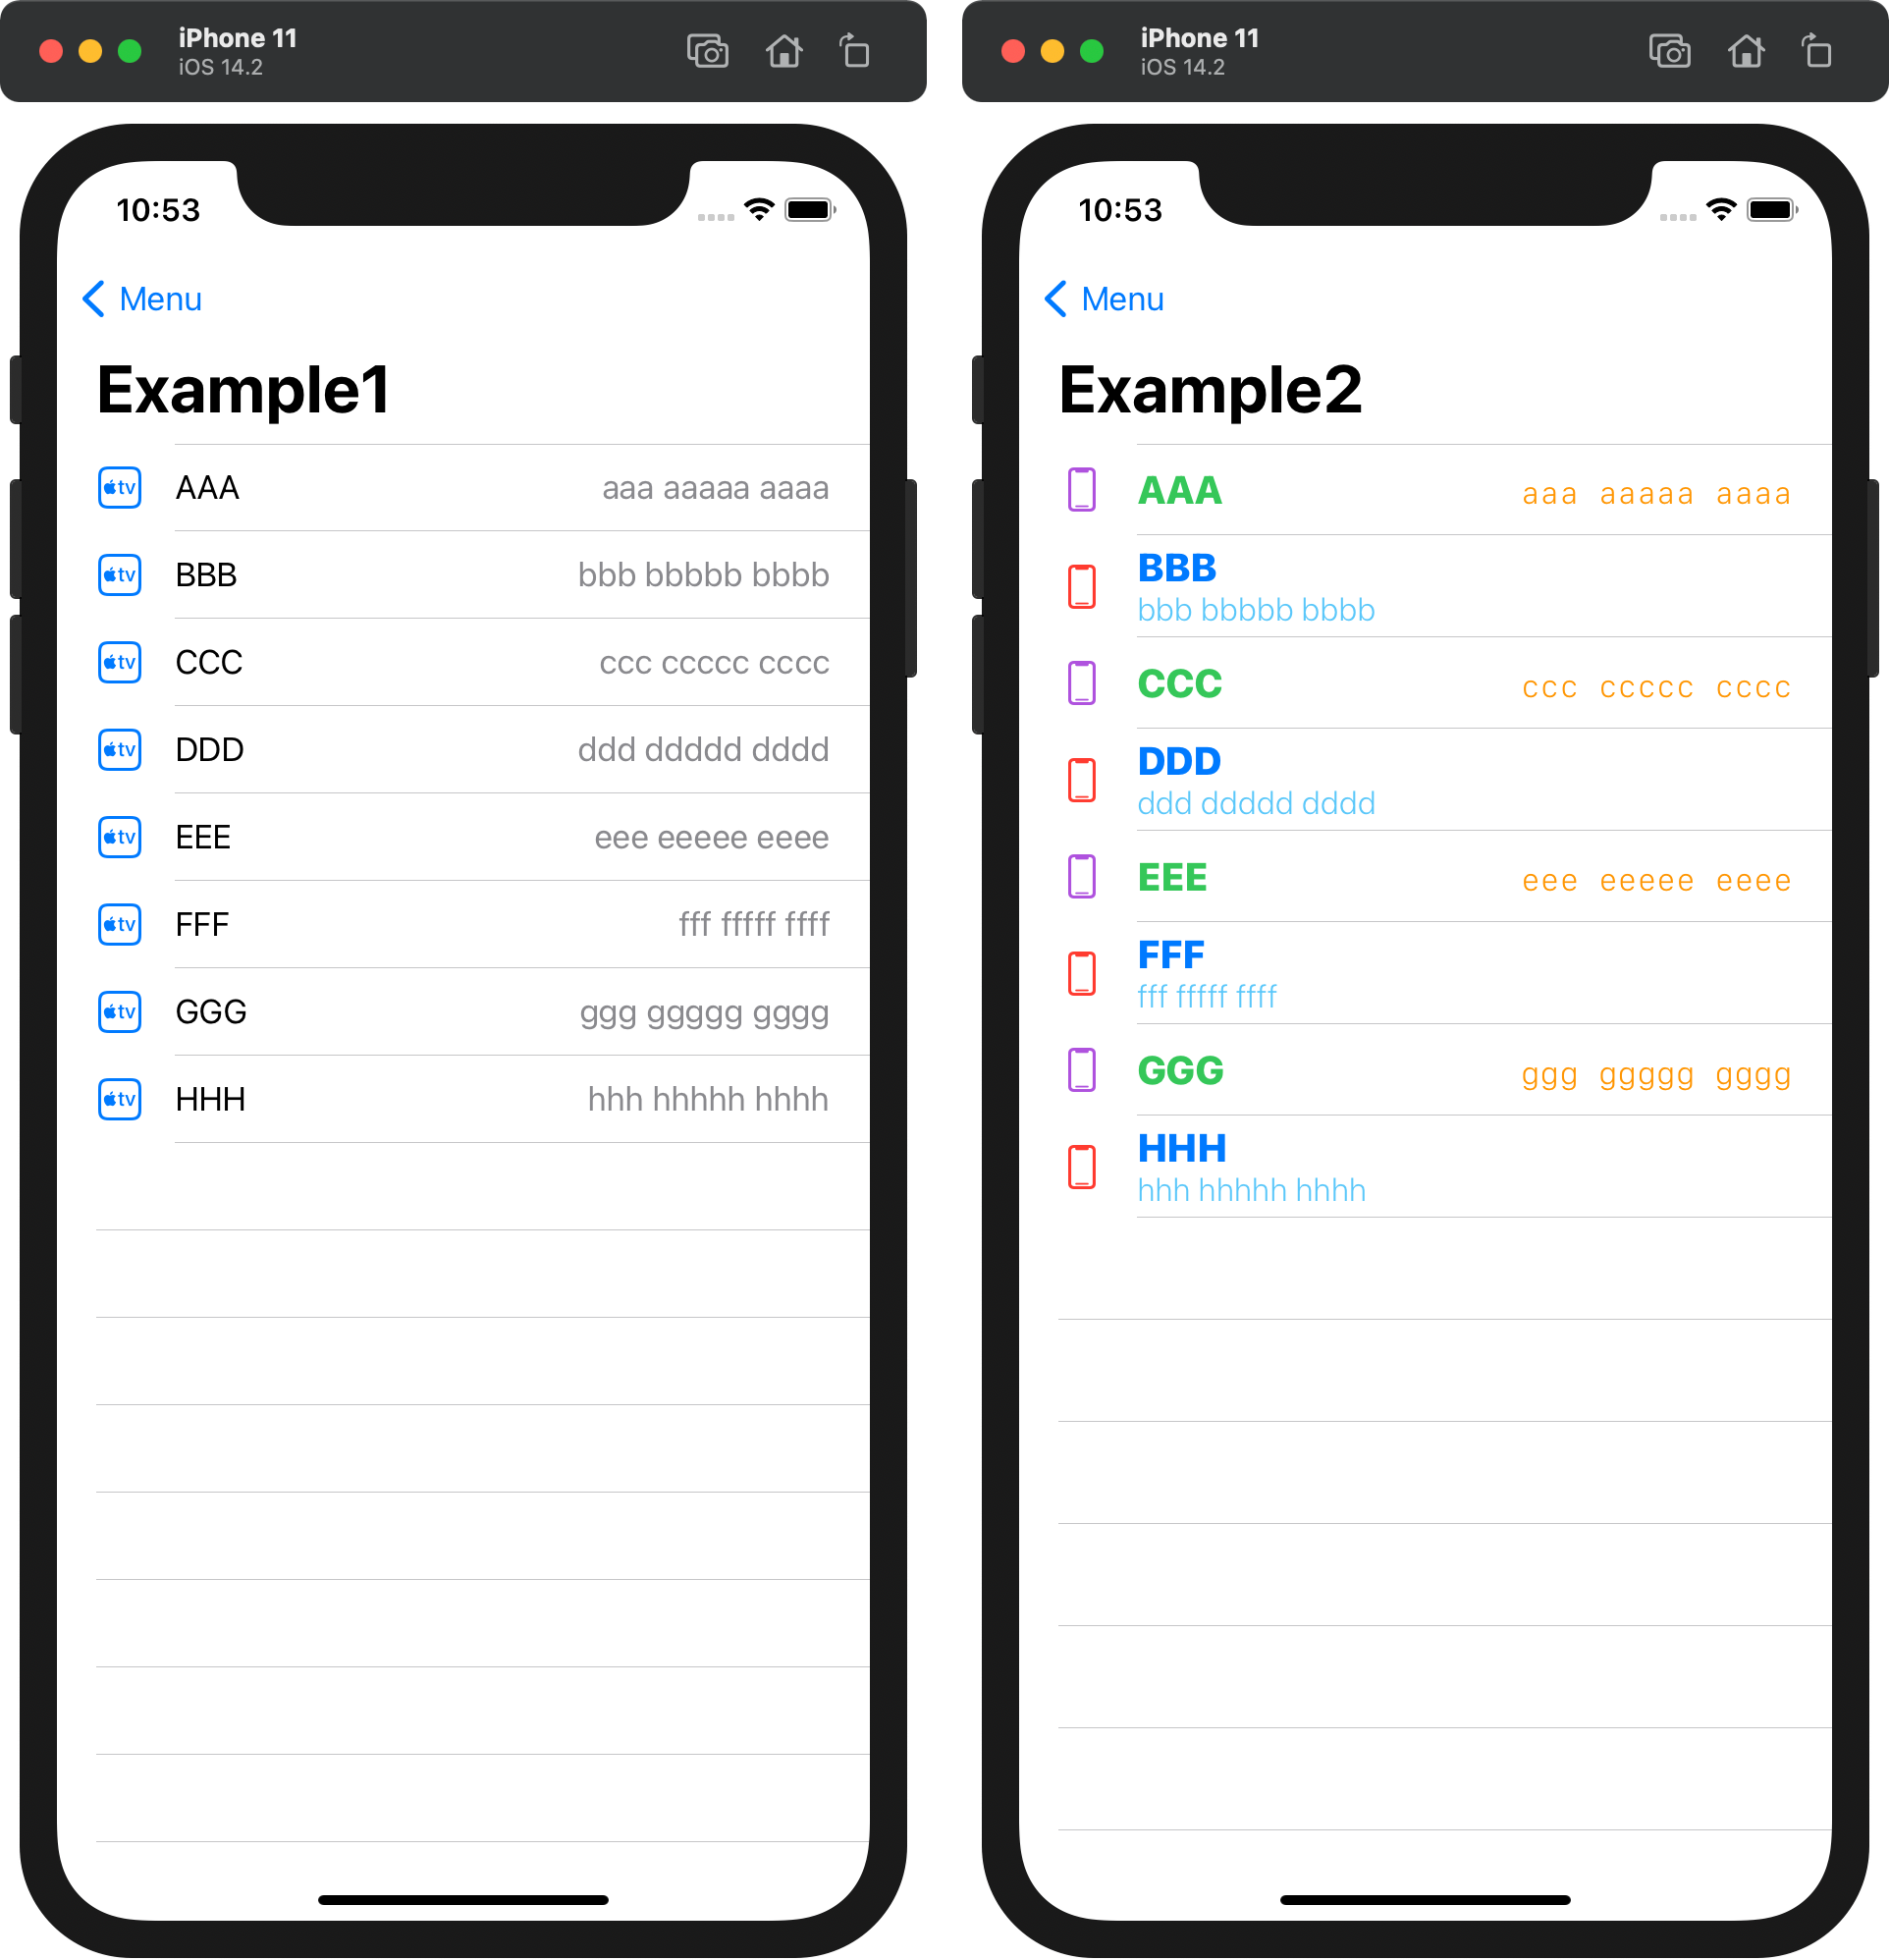 iPhone 11
iOS 14.2
10:53
Menu
Example1
tv AAA aaa aaaaa aaaa
tv BBB bbb bbbbb bbbb
tv CCC ccc ccccc cccc
tv DDD ddd ddddd dddd
tv EEE eee eeeee eeee
tv FFF fff fffff ffff
tv GGG ggg ggggg gggg
tv HHH hhh hhhhh hhhh
iPhone 11
iOS 14.2
10:53
Menu
Example2
AAA aaa aaaaa aaaa
BBB
bbb bbbbb bbbb
CCC ccc ccccc cccc
DDD
ddd ddddd dddd
EEE eee eeeee eeee
FFF
fff fffff ffff
GGG ggg ggggg gggg
HHH
hhh hhhhh hhhh